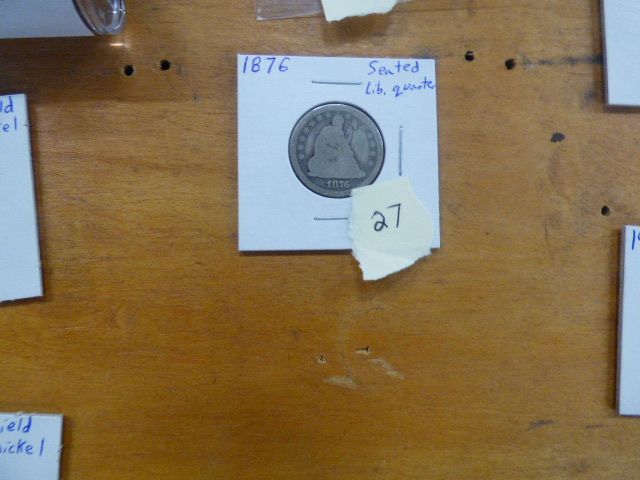 1876
Seated
Lib. quarter
1876
27
ield
nickel